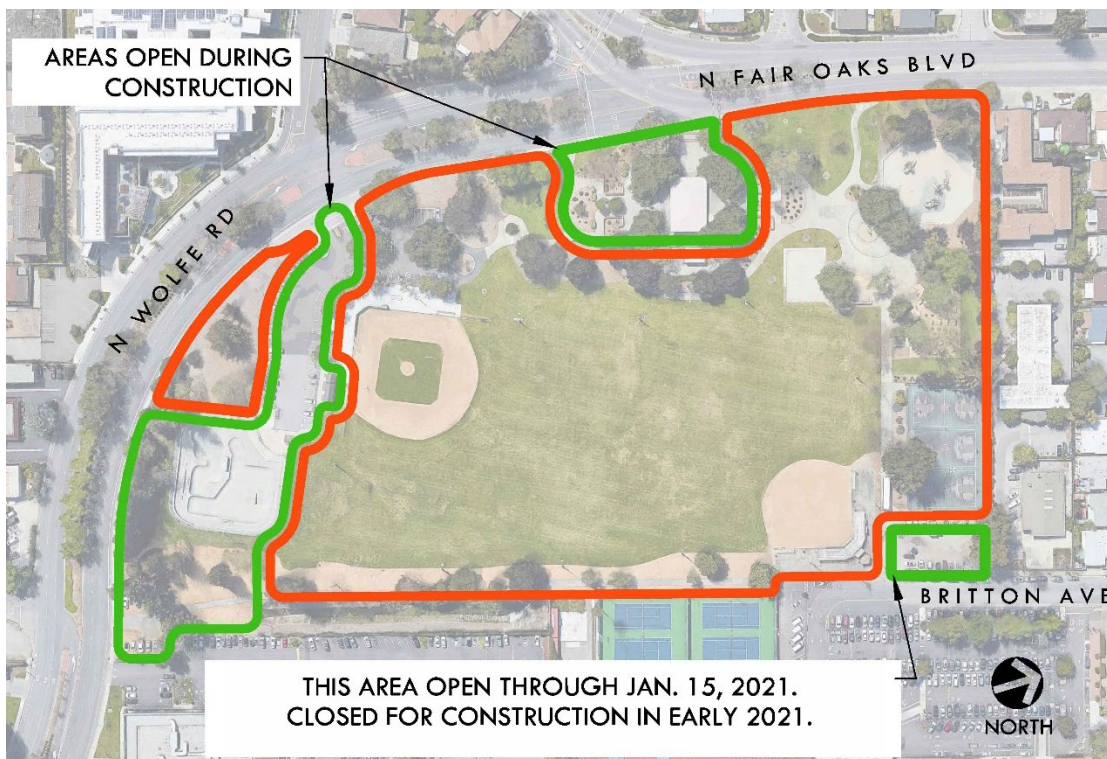 AREAS OPEN DURING
CONSTRUCTION
N FAIR OAKS BLVD
N WOLFE RD
BRITTON AVE
THIS AREA OPEN THROUGH JAN. 15, 2021.
CLOSED FOR CONSTRUCTION IN EARLY 2021.
NORTH